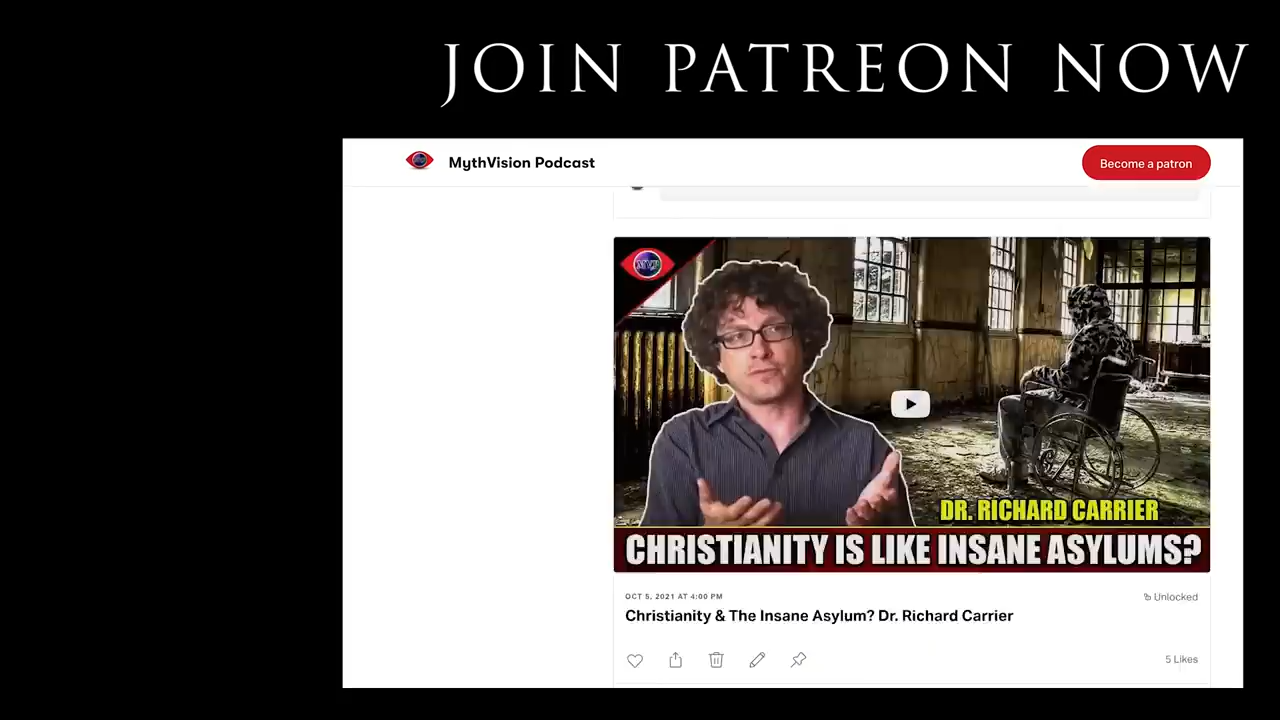 JOIN PATREON NOW
MythVision Podcast
Become a patron
MVP
DR. RICHARD CARRIER
CHRISTIANITY IS LIKE INSANE ASYLUMS?
OCT 5, 2021 AT 4:00 PM
Unlocked
Christianity & The Insane Asylum? Dr. Richard Carrier
5 Likes